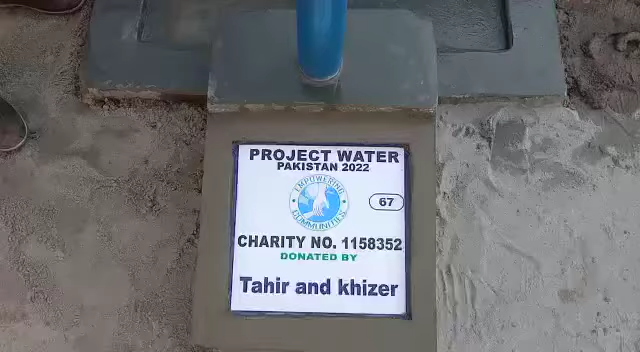 PROJECT WATER
PAKISTAN 2022
EMPOWERING
COMMUNITIES
67
CHARITY NO. 1158352
DONATED BY
Tahir and khizer